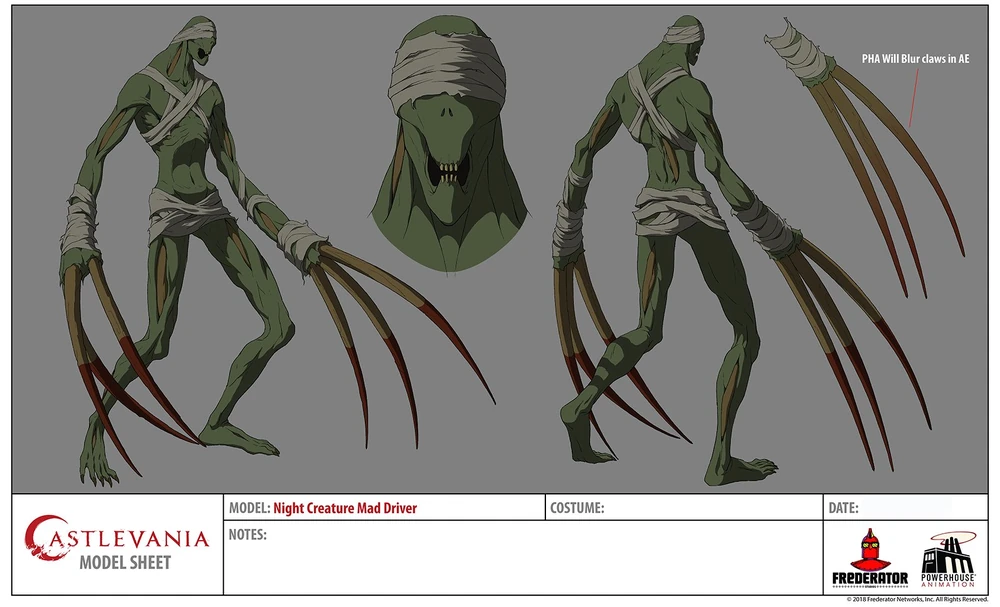 PHA Will Blur claws in AE
MODEL: Night Creature Mad Driver
COSTUME:
DATE:
CASTLEVANIA
MODEL SHEET
NOTES:
FREDERATOR
STUDIOS
POWERHOUSE
ANIMATION
© 2018 Frederator Networks, Inc. All Rights Reserved.